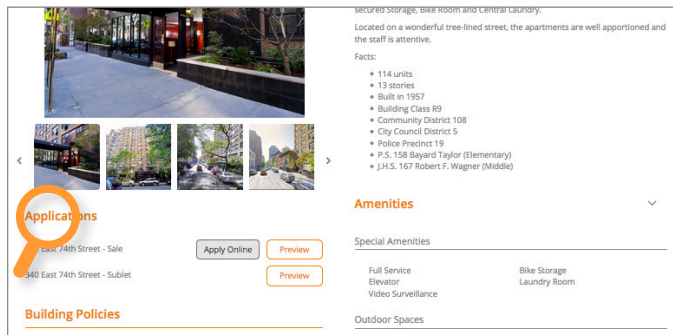 Applications
East 74th Street - Sale
Apply Online
Preview
340 East 74th Street - Sublet
Preview
Building Policies
secured Storage, Bike Room and Central Laundry.
Located on a wonderful tree-lined street, the apartments are well apportioned and
the staff is attentive.
Facts:
114 units
13 stories
Built in 1957
Building Class R9
Community District 108
City Council District 5
Police Precinct 19
P.S. 158 Bayard Taylor (Elementary)
J.H.S. 167 Robert F. Wagner (Middle)
Amenities
Special Amenities
Full Service
Bike Storage
Elevator
Laundry Room
Video Surveillance
Outdoor Spaces